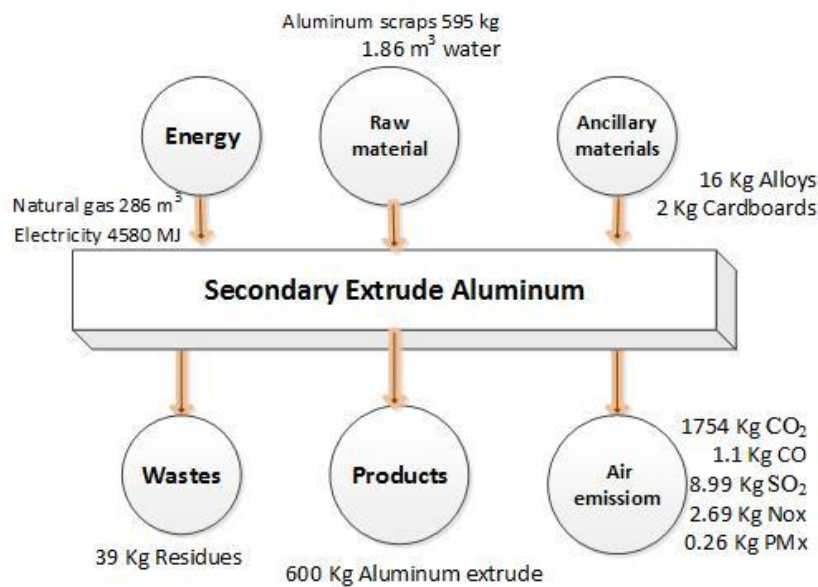 Aluminum scraps 595 kg
1.86 m³ water
Energy
Raw
material
Ancillary
materials
16 Kg Alloys
2 Kg Cardboards
Natural gas 286 m³
Electricity 4580 MJ
Secondary Extrude Aluminum
Wastes
Products
Air
emissiom
1754 Kg CO₂
1.1 Kg CO
8.99 Kg SO₂
2.69 Kg Nox
0.26 Kg PMx
39 Kg Residues
600 Kg Aluminum extrude